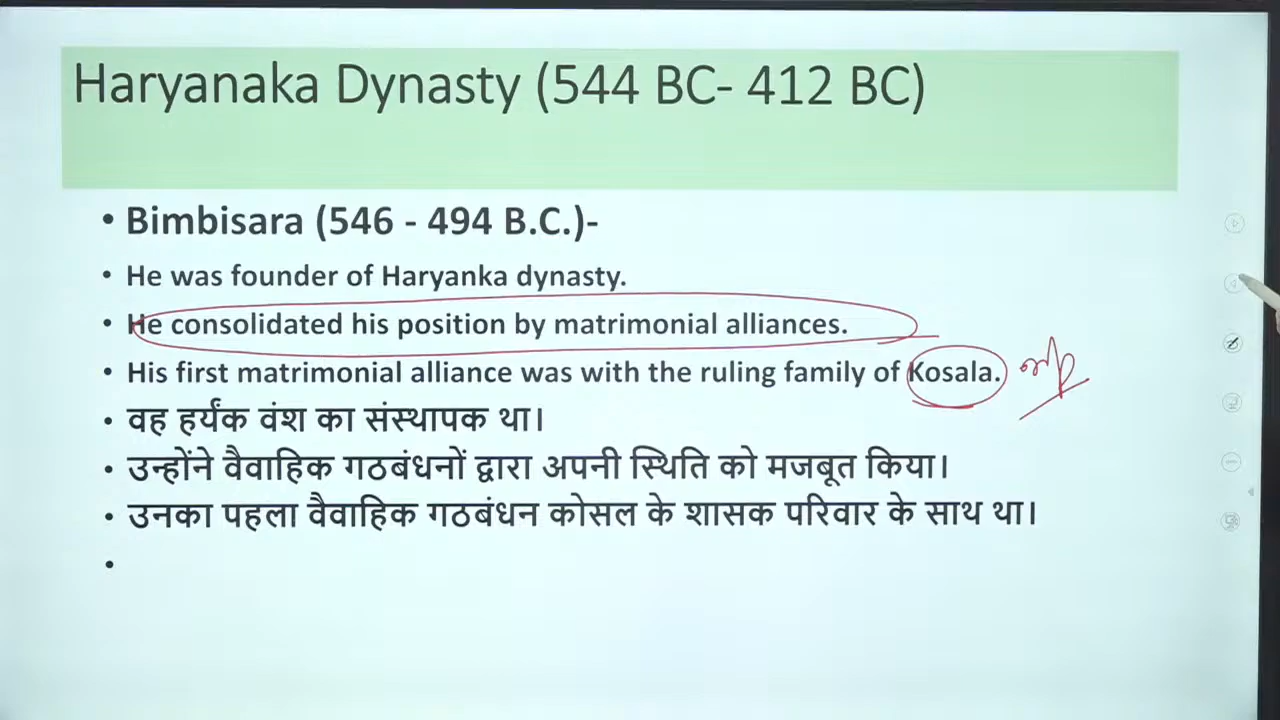 Haryanaka Dynasty (544 BC- 412 BC)
• Bimbisara (546 - 494 B.C.)-
• He was founder of Haryanka dynasty.
• He consolidated his position by matrimonial alliances.
• His first matrimonial alliance was with the ruling family of Kosala.
• वह हर्यंक वंश का संस्थापक था।
• उन्होंने वैवाहिक गठबंधनों द्वारा अपनी स्थिति को मजबूत किया।
• उनका पहला वैवाहिक गठबंधन कोसल के शासक परिवार के साथ था।
•